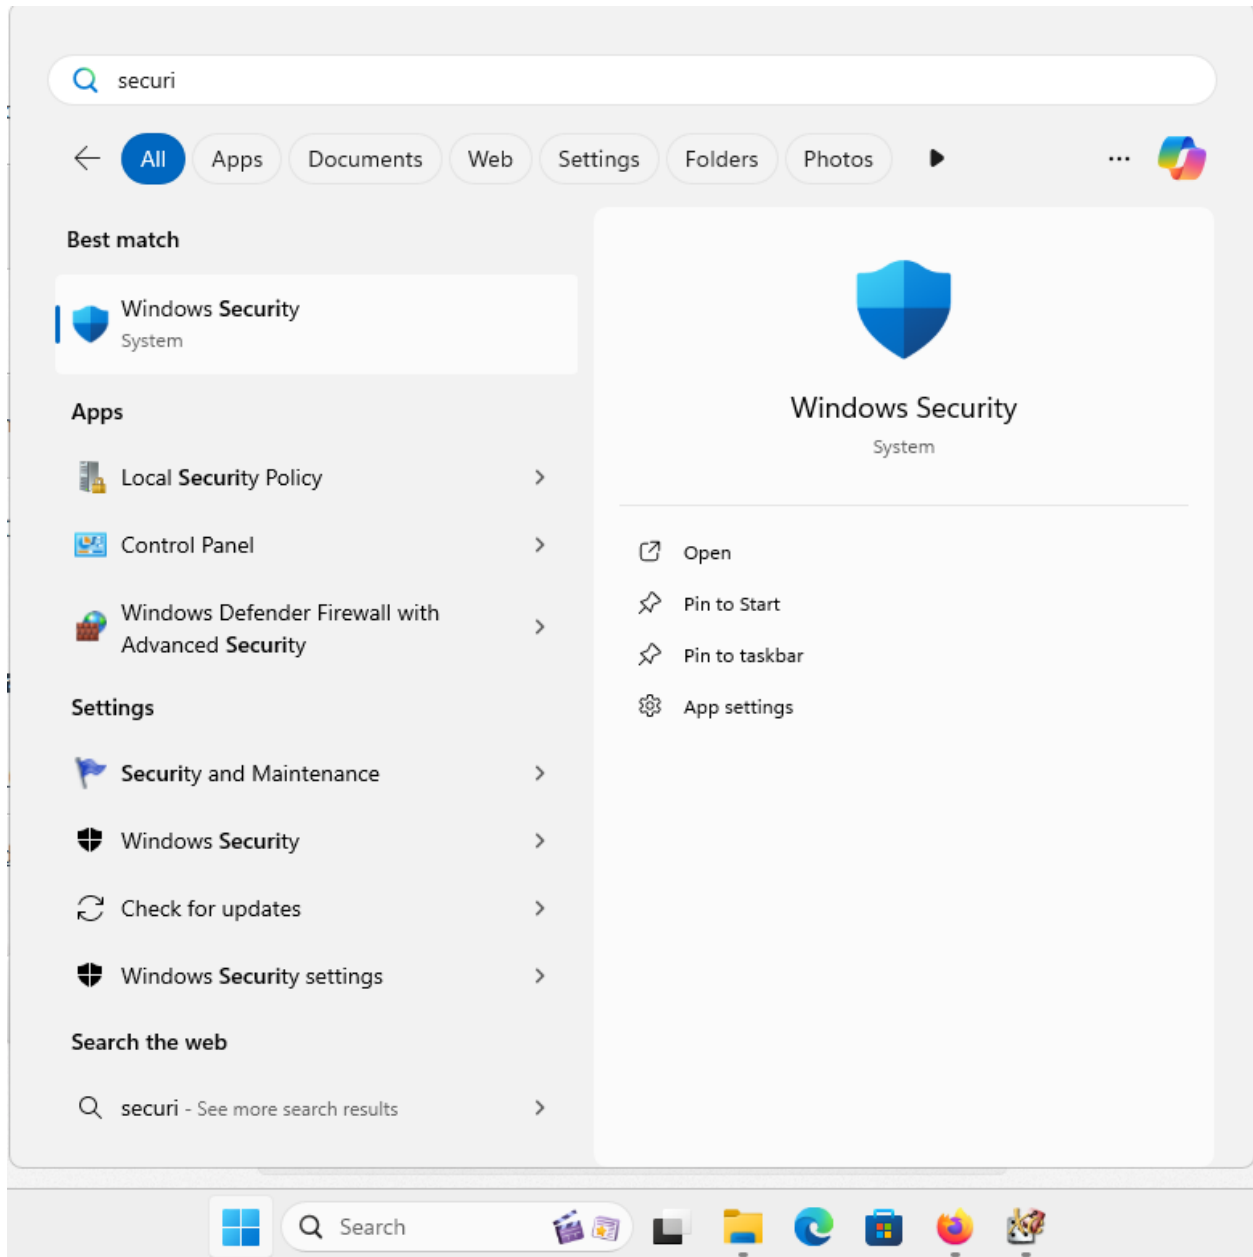 securi
All Apps Documents Web Settings Folders Photos
Best match
Windows Security
System
Apps
Local Security Policy
Control Panel
Windows Defender Firewall with
Advanced Security
Settings
Security and Maintenance
Windows Security
Check for updates
Windows Security settings
Search the web
securi - See more search results
Windows Security
System
Open
Pin to Start
Pin to taskbar
App settings
Search